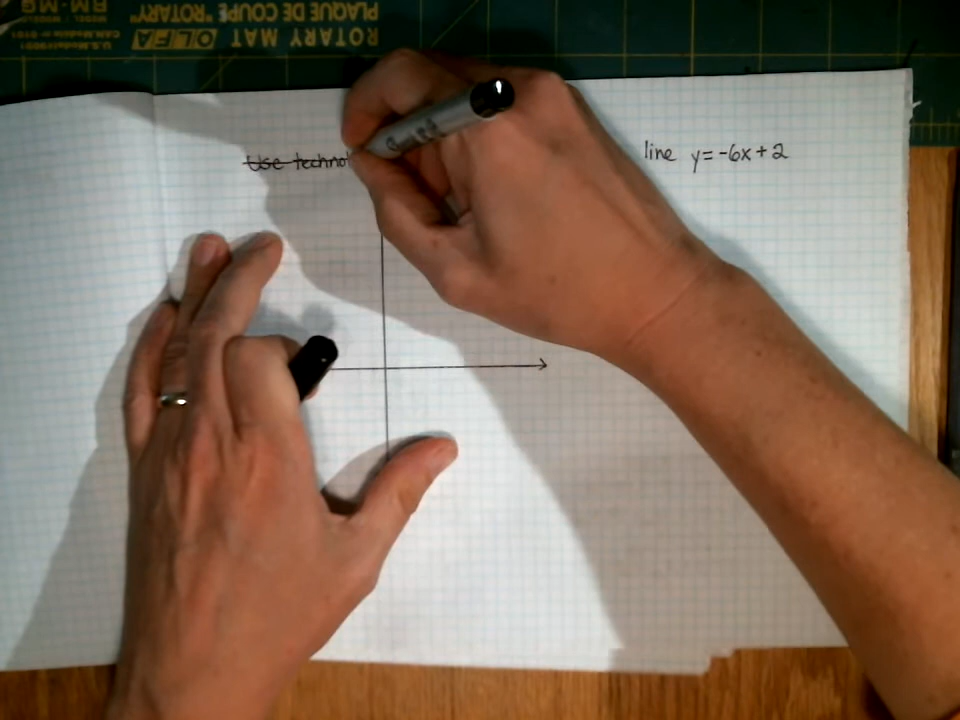 ROTARY MAT OLFA
PLAQUE DE COUPE "ROTARY"
Use technol
line y=-6x+2